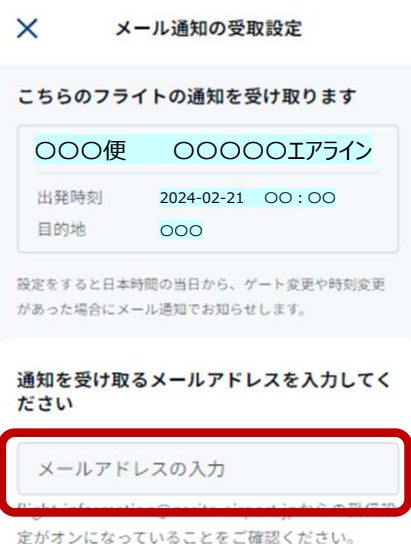 メール通知の受取設定
こちらのフライトの通知を受け取ります
〇〇〇便 〇〇〇〇〇エアライン
出発時刻 2024-02-21 〇〇：〇〇
目的地 〇〇〇
設定をすると日本時間の当日から、ゲート変更や時刻変更
があった場合にメール通知でお知らせします。
通知を受け取るメールアドレスを入力してく
ださい
メールアドレスの入力
定がオンになっていることをご確認ください。